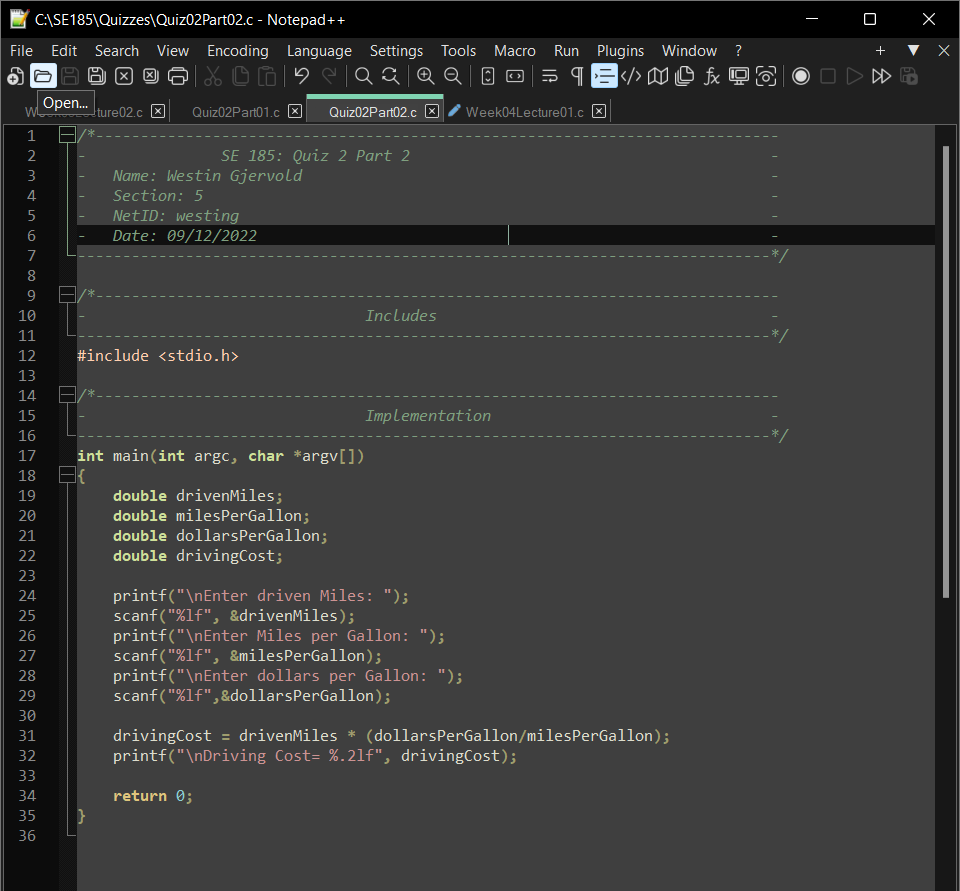 C:\SE185\Quizzes\Quiz02Part02.c - Notepad++
File Edit Search View Encoding Language Settings Tools Macro Run Plugins Window ?
Open...
Quiz02Part01.c Quiz02Part02.c Week04Lecture01.c
1 /*----------------------------------------------------------------------------
2 - SE 185: Quiz 2 Part 2 -
3 - Name: Westin Gjervold -
4 - Section: 5 -
5 - NetID: westing -
6 - Date: 09/12/2022 -
7 -----------------------------------------------------------------------------*/
8
9 /*----------------------------------------------------------------------------
10 - Includes -
11 -----------------------------------------------------------------------------*/
12 #include <stdio.h>
13
14 /*----------------------------------------------------------------------------
15 - Implementation -
16 -----------------------------------------------------------------------------*/
17 int main(int argc, char *argv[])
18 {
19 double drivenMiles;
20 double milesPerGallon;
21 double dollarsPerGallon;
22 double drivingCost;
23
24 printf("\nEnter driven Miles: ");
25 scanf("%lf", &drivenMiles);
26 printf("\nEnter Miles per Gallon: ");
27 scanf("%lf", &milesPerGallon);
28 printf("\nEnter dollars per Gallon: ");
29 scanf("%lf",&dollarsPerGallon);
30
31 drivingCost = drivenMiles * (dollarsPerGallon/milesPerGallon);
32 printf("\nDriving Cost= %.2lf", drivingCost);
33
34 return 0;
35 }
36